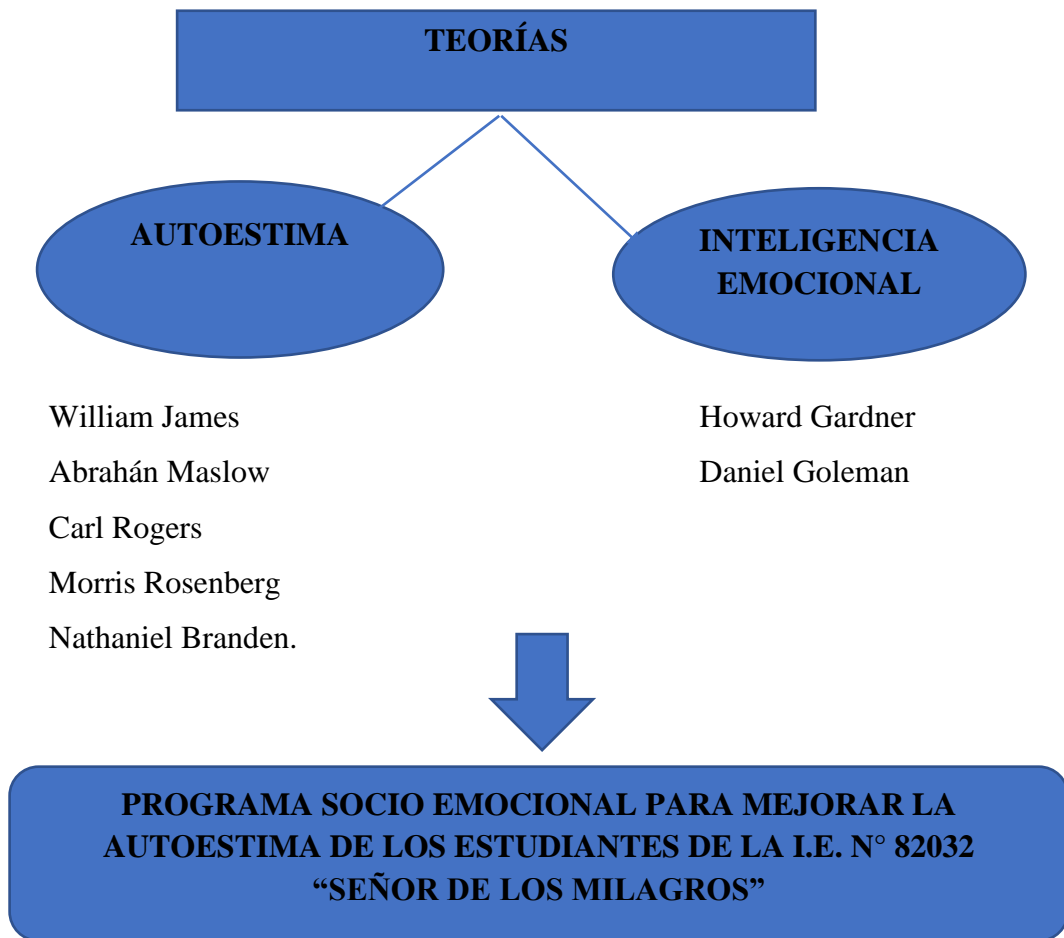 TEORÍAS
AUTOESTIMA
INTELIGENCIA
EMOCIONAL
William James
Abrahán Maslow
Carl Rogers
Morris Rosenberg
Nathaniel Branden.
Howard Gardner
Daniel Goleman
PROGRAMA SOCIO EMOCIONAL PARA MEJORAR LA
AUTOESTIMA DE LOS ESTUDIANTES DE LA I.E. N° 82032
“SEÑOR DE LOS MILAGROS”